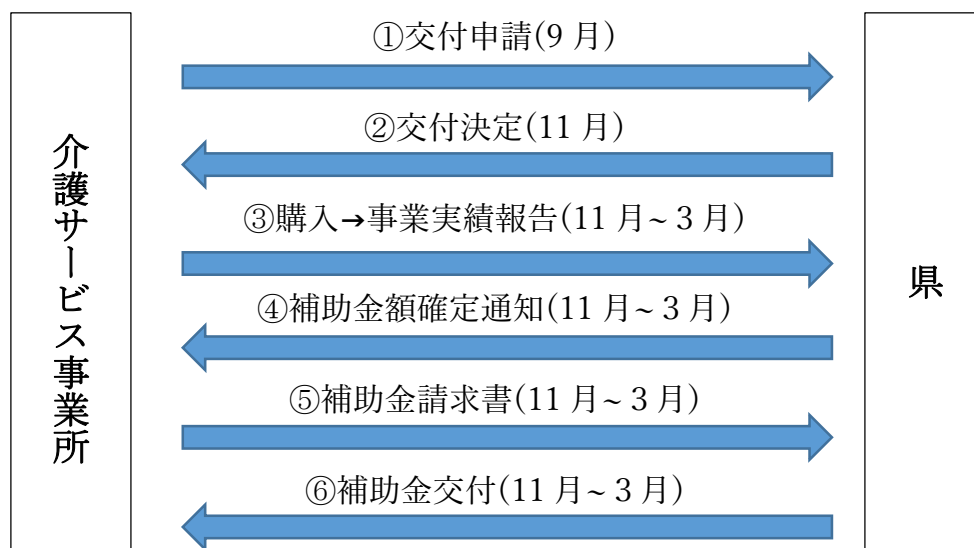 介護サービス事業所
①交付申請(9 月)
②交付決定(11 月)
③購入→事業実績報告(11 月~ 3 月)
④補助金額確定通知(11 月~ 3 月)
⑤補助金請求書(11 月~ 3 月)
⑥補助金交付(11 月~ 3 月)
県